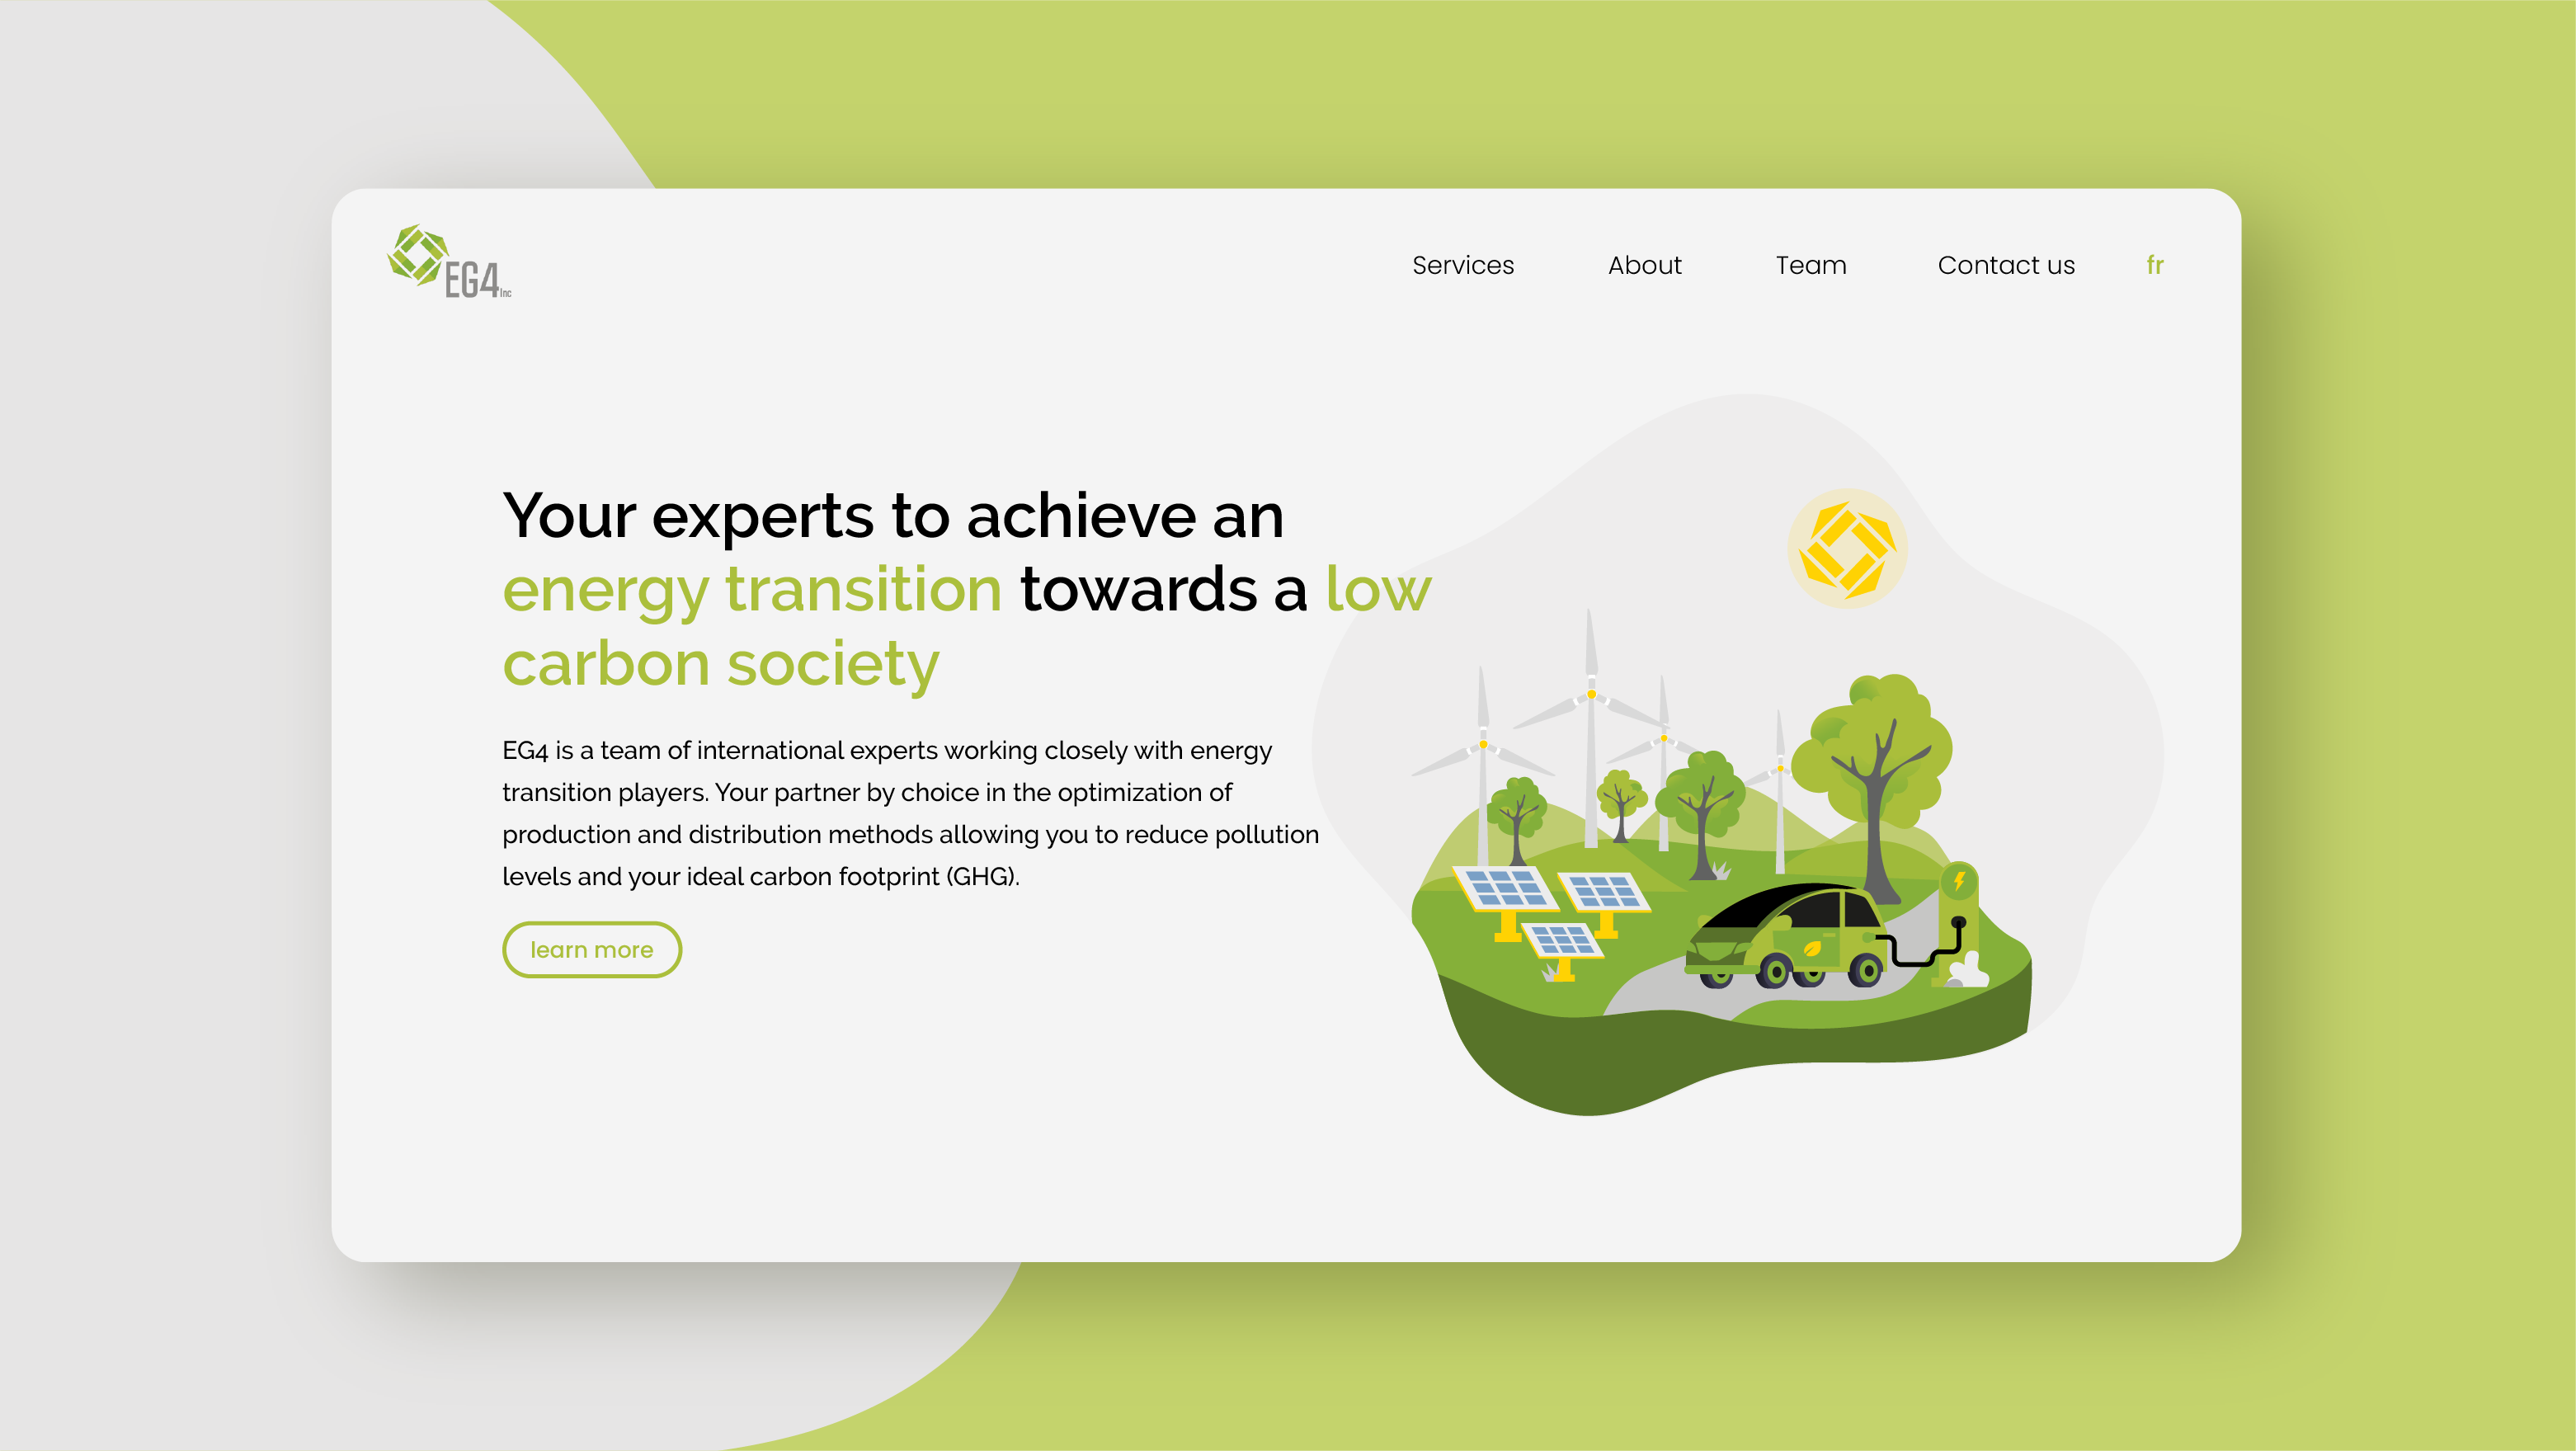 EG4 Inc
Services About Team Contact us fr
Your experts to achieve an
energy transition towards a low
carbon society
EG4 is a team of international experts working closely with energy
transition players. Your partner by choice in the optimization of
production and distribution methods allowing you to reduce pollution
levels and your ideal carbon footprint (GHG).
learn more